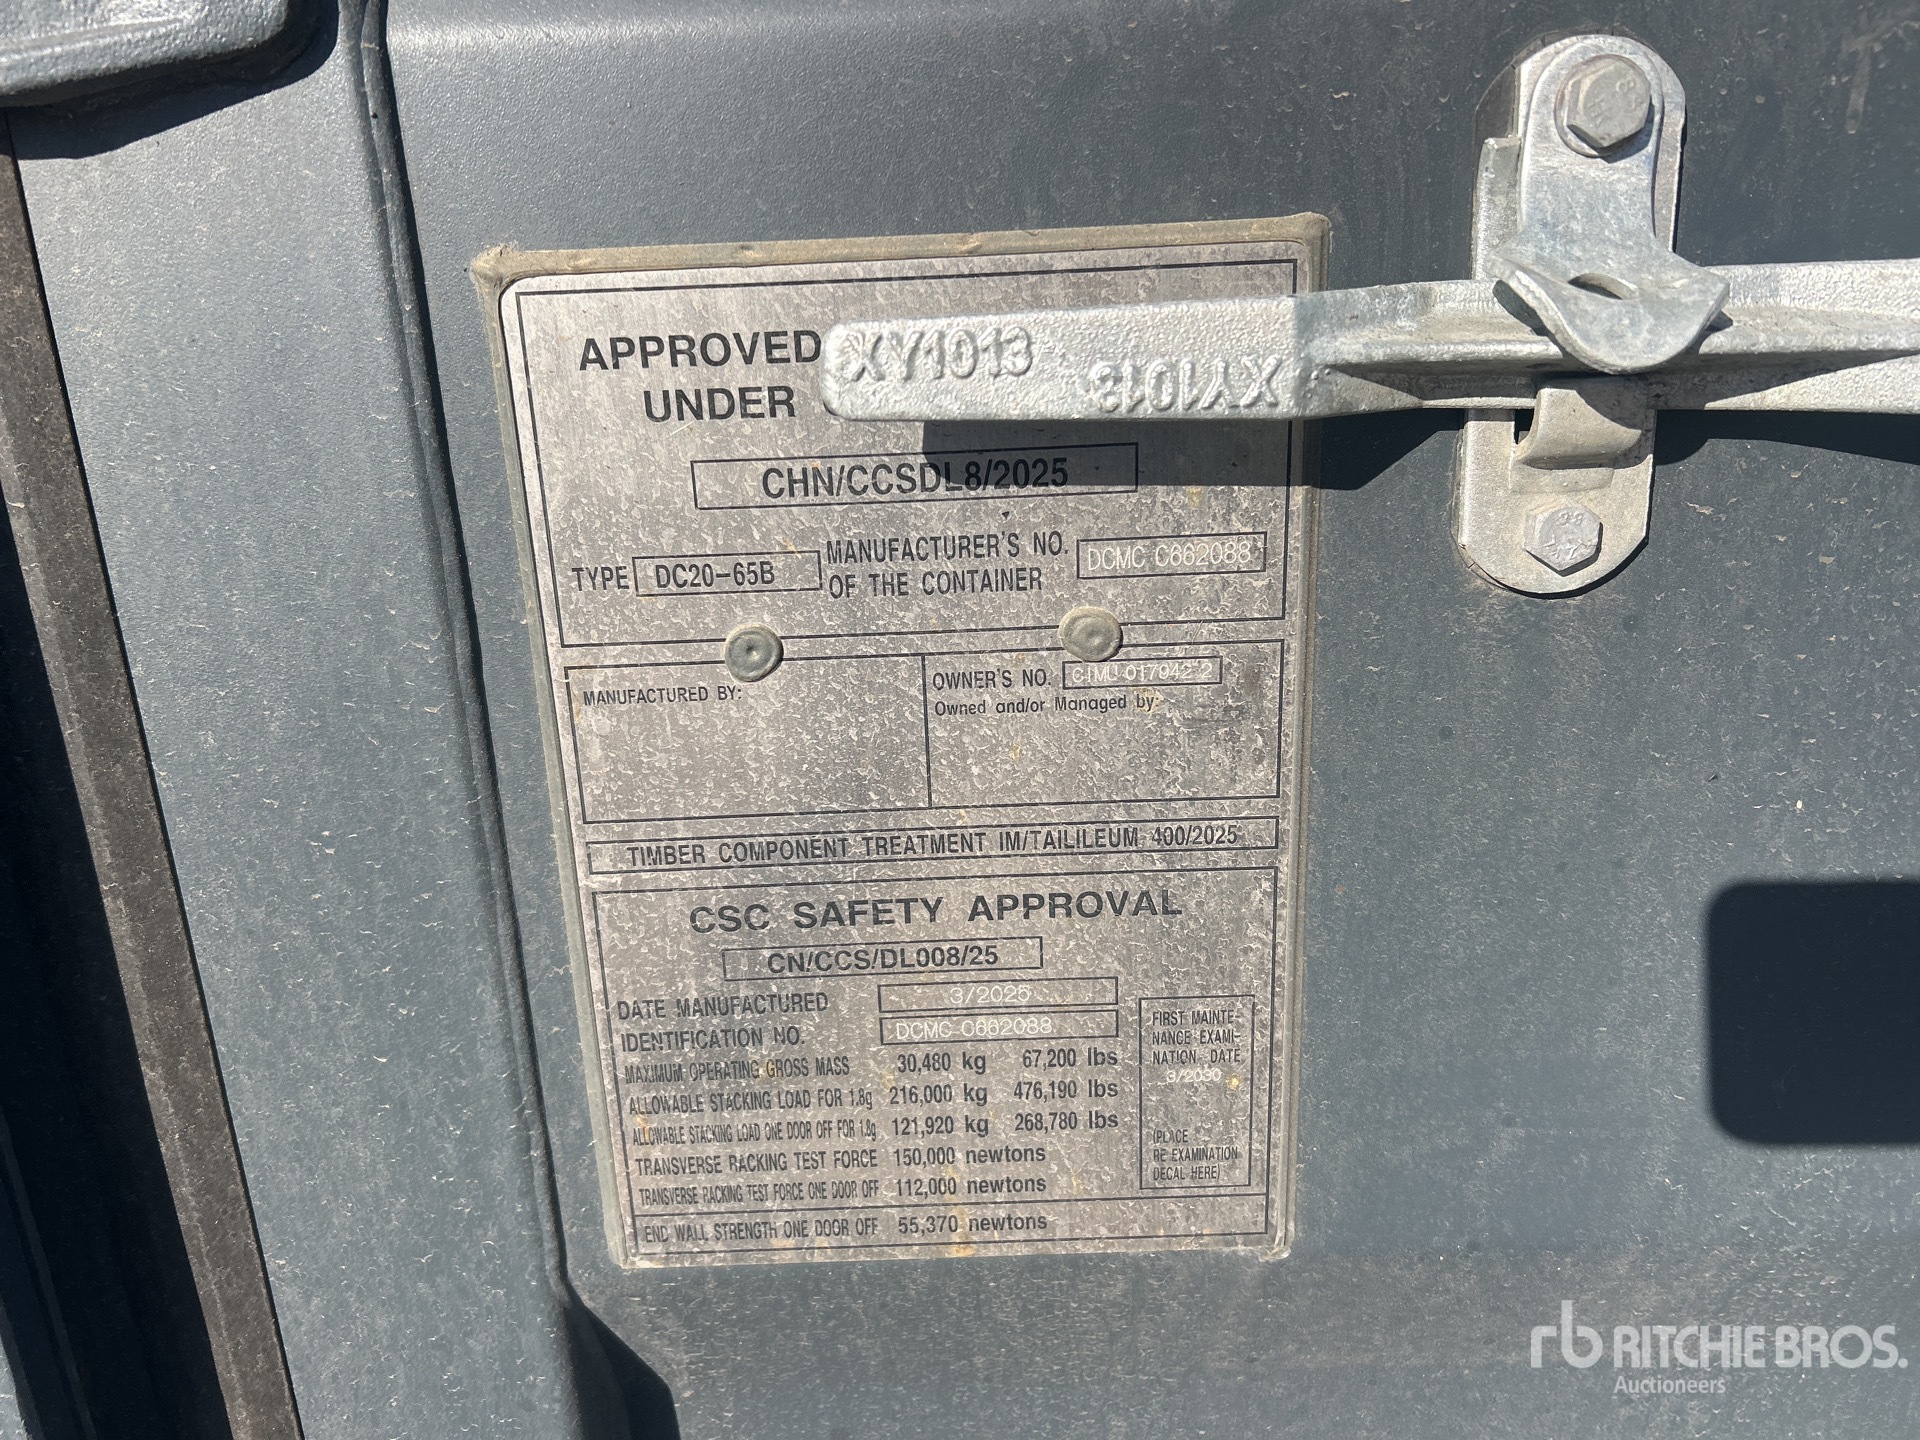 APPROVED
UNDER
XY1013
XY1013
CHN/CCSDL8/2025
TYPE DC20-65B MANUFACTURER'S NO. OF THE CONTAINER DCMC C662088
MANUFACTURED BY:
OWNER'S NO. 017942 2
Owned and/or Managed by:
TIMBER COMPONENT TREATMENT IM/TAILILEUM 400/2025
CSC SAFETY APPROVAL
CN/CCS/DL008/25
DATE MANUFACTURED 3/2025
IDENTIFICATION NO. DCMC C662088
MAXIMUM OPERATING GROSS MASS 30,480 kg 67,200 lbs
ALLOWABLE STACKING LOAD FOR 1.8g 216,000 kg 476,190 lbs
ALLOWABLE STACKING LOAD ONE DOOR OFF FOR 1.8g 121,920 kg 268,780 lbs
TRANSVERSE RACKING TEST FORCE 150,000 newtons
TRANSVERSE RACKING TEST FORCE ONE DOOR OFF 112,000 newtons
END WALL STRENGTH ONE DOOR OFF 55,370 newtons
FIRST MAINTE-
NANCE EXAMI-
NATION DATE
3/2030
(PLACE
RE EXAMINATION
DECAL HERE)
rb RITCHIE BROS.
Auctioneers